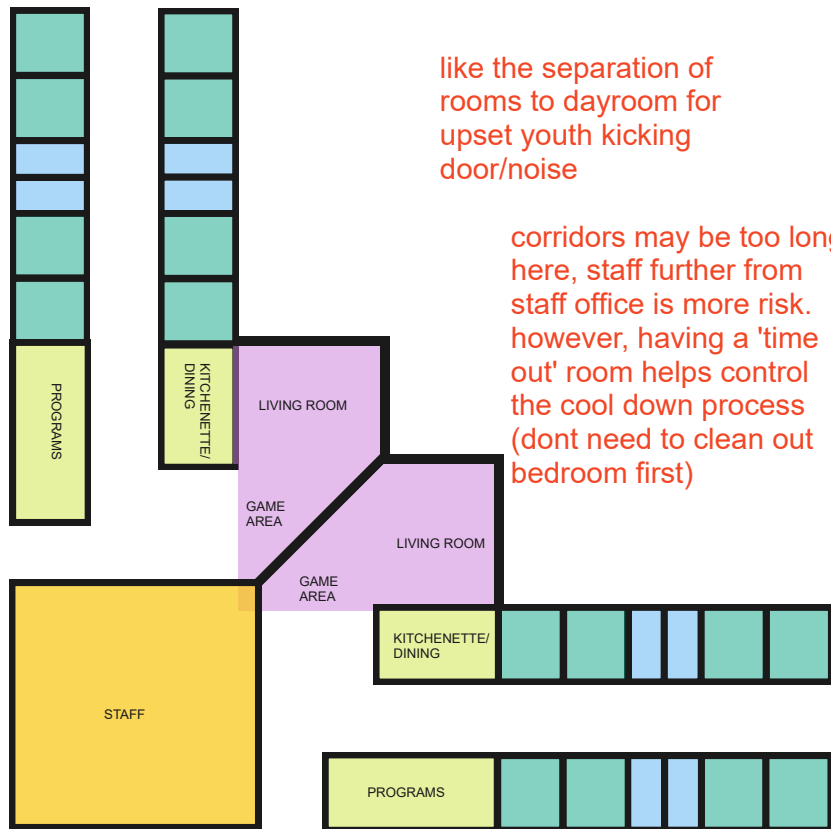 like the separation of
rooms to dayroom for
upset youth kicking
door/noise
corridors may be too long
here, staff further from
staff office is more risk.
however, having a 'time
out' room helps control
the cool down process
(dont need to clean out
bedroom first)
PROGRAMS
KITCHENETTE/
DINING
LIVING ROOM
GAME
AREA
LIVING ROOM
GAME
AREA
KITCHENETTE/
DINING
STAFF
PROGRAMS